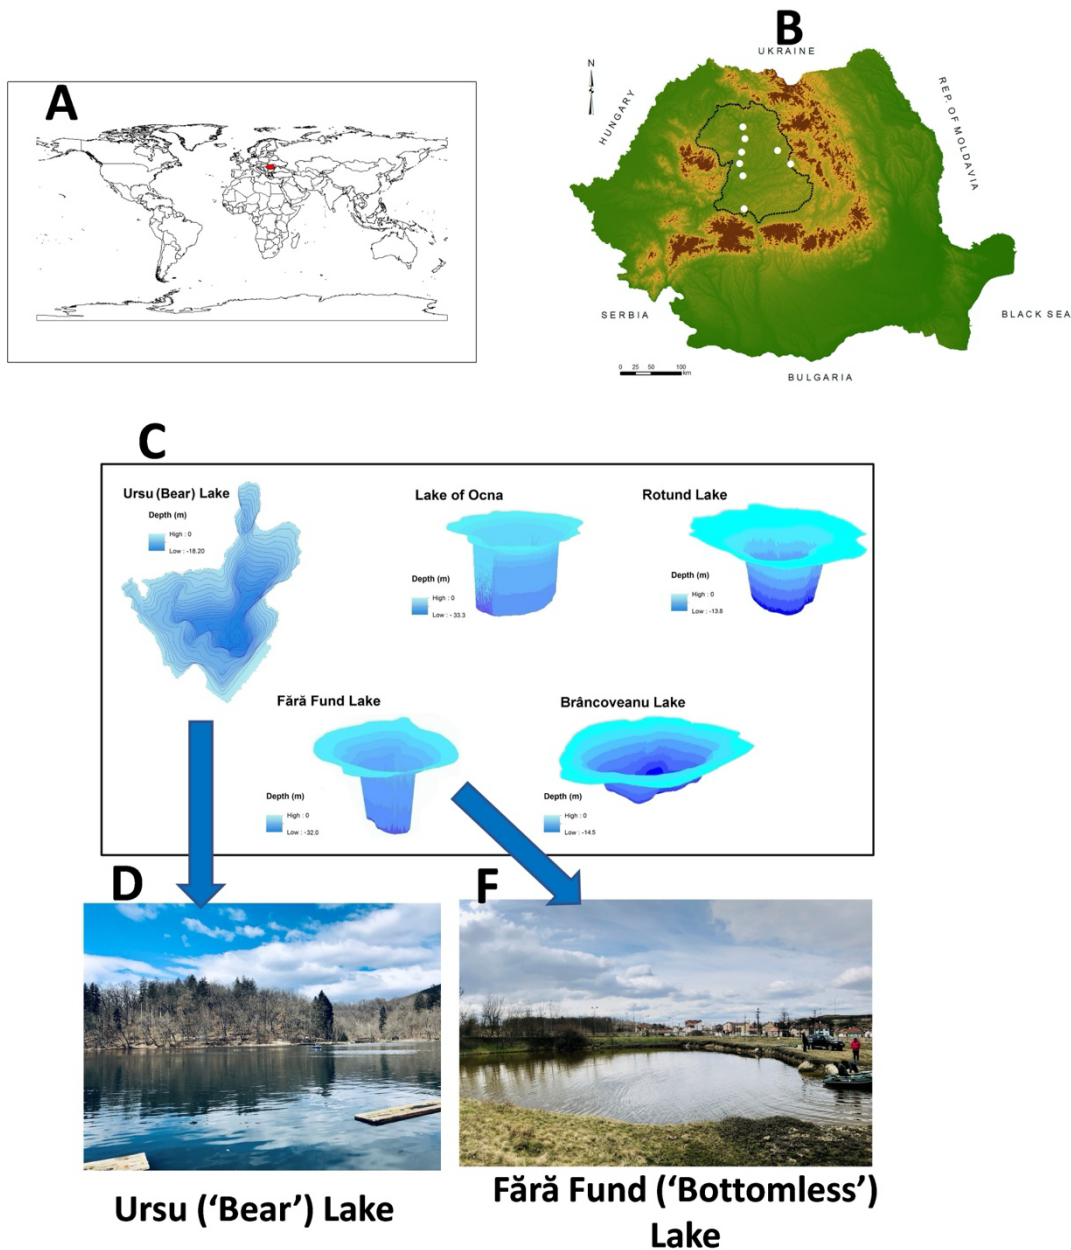 A
B
UKRAINE
N
HUNGARY
REP. OF MOLDAVIA
SERBIA
BLACK SEA
0 25 50 100
km
BULGARIA
C
Ursu (Bear) Lake
Depth (m)
High : 0
Low : -18.20
Lake of Ocna
Depth (m)
High : 0
Low : - 33.3
Rotund Lake
Depth (m)
High : 0
Low : -13.8
Fără Fund Lake
Depth (m)
High : 0
Low : -32.0
Brâncoveanu Lake
Depth (m)
High : 0
Low : -14.5
D
F
Ursu (‘Bear’) Lake
Fără Fund (‘Bottomless’)
Lake